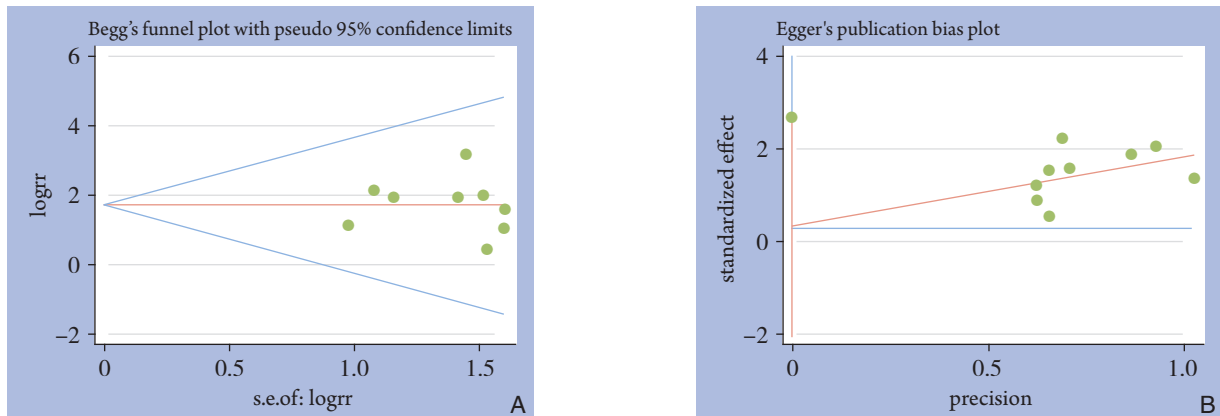 Begg's funnel plot with pseudo 95% confidence limits
6
4
2
0
−2
logrr
0 0.5 1.0 1.5
s.e.of: logrr
A
Egger's publication bias plot
4
2
0
−2
standardized effect
0 0.5 1.0
precision
B